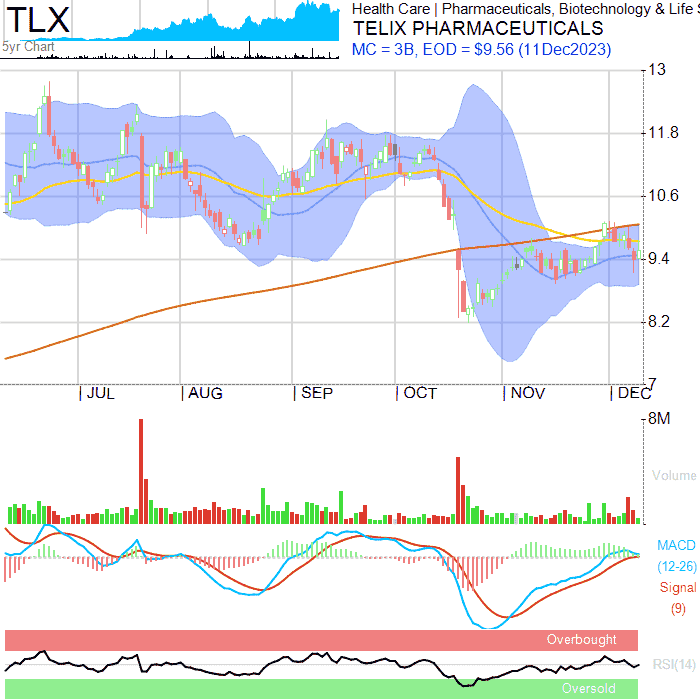 TLX
5yr Chart
Health Care | Pharmaceuticals, Biotechnology & Life S
TELIX PHARMACEUTICALS
MC = 3B, EOD = $9.56 (11Dec2023)
13
11.8
10.6
9.4
8.2
7
JUL
AUG
SEP
OCT
NOV
DEC
8M
Volume
MACD
(12-26)
Signal
(9)
Overbought
RSI(14)
Oversold